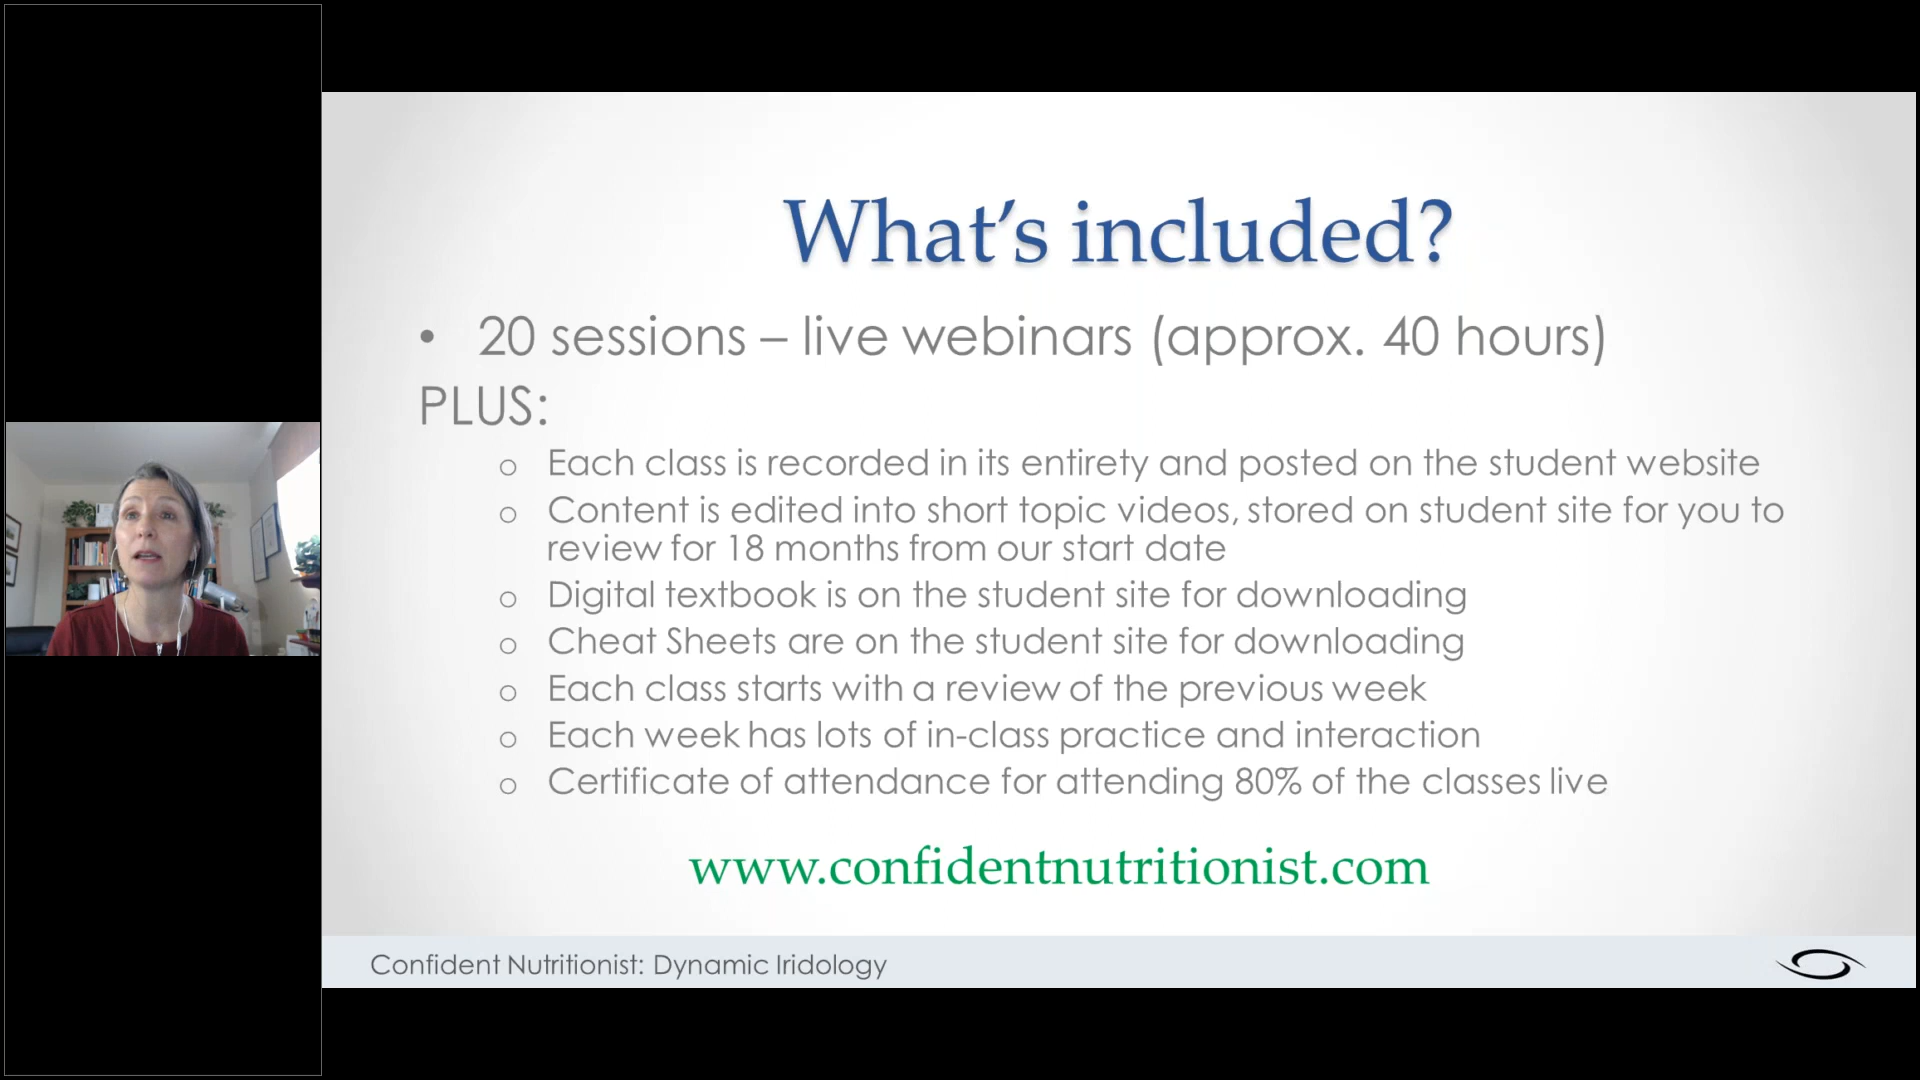 What's included?
• 20 sessions – live webinars (approx. 40 hours)
PLUS:
o Each class is recorded in its entirety and posted on the student website
o Content is edited into short topic videos, stored on student site for you to
review for 18 months from our start date
o Digital textbook is on the student site for downloading
o Cheat Sheets are on the student site for downloading
o Each class starts with a review of the previous week
o Each week has lots of in-class practice and interaction
o Certificate of attendance for attending 80% of the classes live
www.confidentnutritionist.com
Confident Nutritionist: Dynamic Iridology